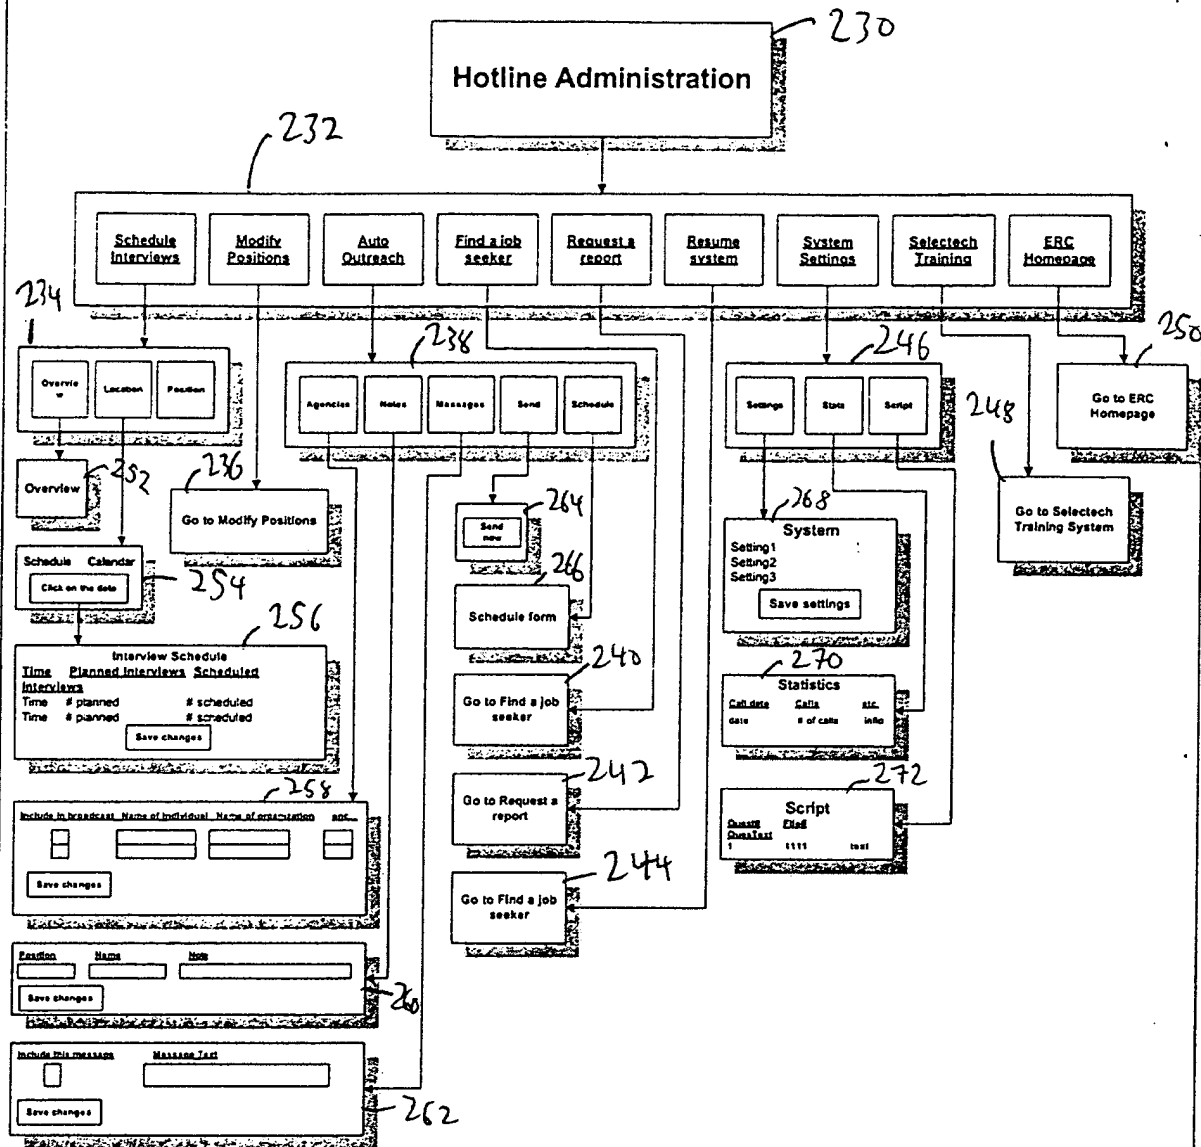 230
Hotline Administration
232
Schedule
Interviews
Modify
Positions
Auto
Outreach
Find a job
seeker
Request a
report
Resume
system
System
Settings
Selectech
Training
ERC
Homepage
234
238
246
250
Overvie
w
Location
Position
Agencies
Notes
Messages
Send
Schedule
Settings
Stats
Script
Go to ERC
Homepage
248
252
Overview
236
Go to Modify Positions
264
Send
now
268
System
Setting1
Setting2
Setting3
Save settings
Go to Selectech
Training System
Schedule Calendar
Click on the date
254
266
Schedule form
256
Interview Schedule
Time Planned Interviews Scheduled
Interviews
Time # planned # scheduled
Time # planned # scheduled
Save changes
240
Go to Find a job
seeker
270
Statistics
Call date Calls etc.
date # of calls info
242
Go to Request a
report
272
Script
Quest# File#
QuesText
1 1111 text
258
Include in broadcast Name of individual Name of organization
Save changes
244
Go to Find a job
seeker
Position Name Note
Save changes
260
Include this message Message Text
Save changes
262